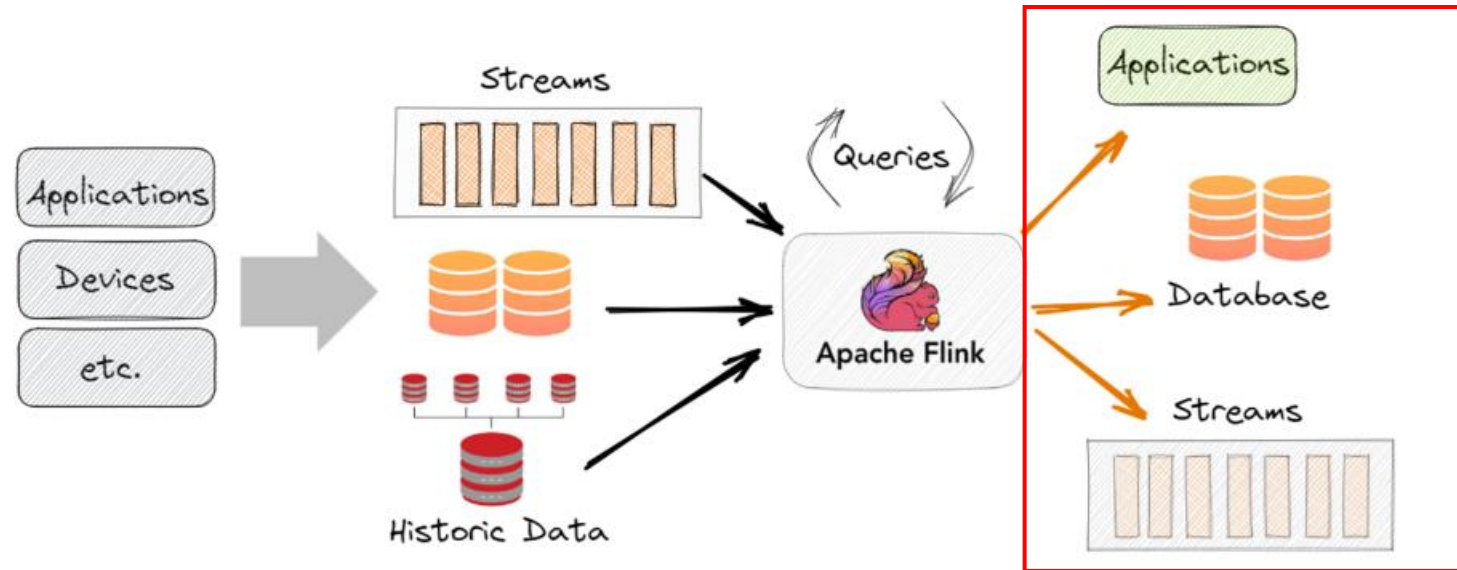 Applications
Devices
etc.
Streams
Historic Data
Queries
Apache Flink
Applications
Database
Streams